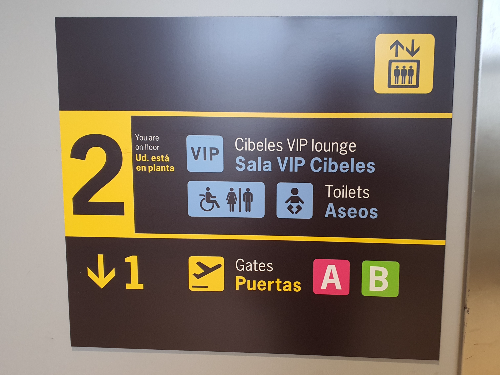 2
You are
on floor
Ud. está
en planta
VIP
Cibeles VIP lounge
Sala VIP Cibeles
Toilets
Aseos
1
Gates
Puertas
A B